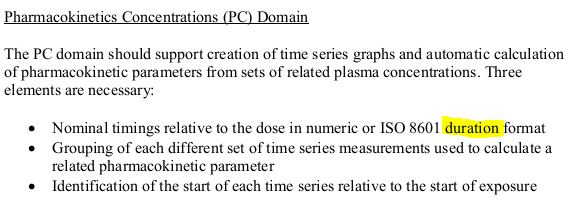 Pharmacokinetics Concentrations (PC) Domain
The PC domain should support creation of time series graphs and automatic calculation
of pharmacokinetic parameters from sets of related plasma concentrations. Three
elements are necessary:
• Nominal timings relative to the dose in numeric or ISO 8601 duration format
• Grouping of each different set of time series measurements used to calculate a
related pharmacokinetic parameter
• Identification of the start of each time series relative to the start of exposure